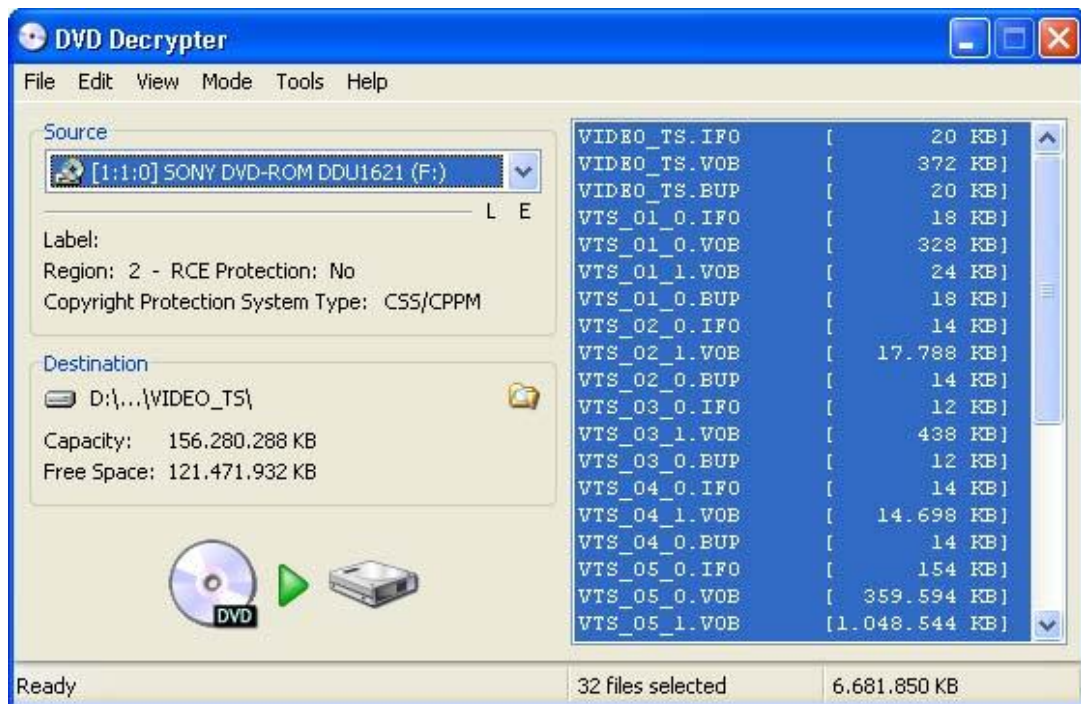 DVD Decrypter
File Edit View Mode Tools Help
Source
[1:1:0] SONY DVD-ROM DDU1621 (F:)
L E
Label:
Region: 2 - RCE Protection: No
Copyright Protection System Type: CSS/CPPM
Destination
D:\...\VIDEO_TS\
Capacity: 156.280.288 KB
Free Space: 121.471.932 KB
DVD
VIDEO_TS.IFO [ 20 KB]
VIDEO_TS.VOB [ 372 KB]
VIDEO_TS.BUP [ 20 KB]
VTS_01_0.IFO [ 18 KB]
VTS_01_0.VOB [ 328 KB]
VTS_01_1.VOB [ 24 KB]
VTS_01_0.BUP [ 18 KB]
VTS_02_0.IFO [ 14 KB]
VTS_02_1.VOB [ 17.788 KB]
VTS_02_0.BUP [ 14 KB]
VTS_03_0.IFO [ 12 KB]
VTS_03_1.VOB [ 438 KB]
VTS_03_0.BUP [ 12 KB]
VTS_04_0.IFO [ 14 KB]
VTS_04_1.VOB [ 14.698 KB]
VTS_04_0.BUP [ 14 KB]
VTS_05_0.IFO [ 154 KB]
VTS_05_0.VOB [ 359.594 KB]
VTS_05_1.VOB [1.048.544 KB]
Ready
32 files selected
6.681.850 KB